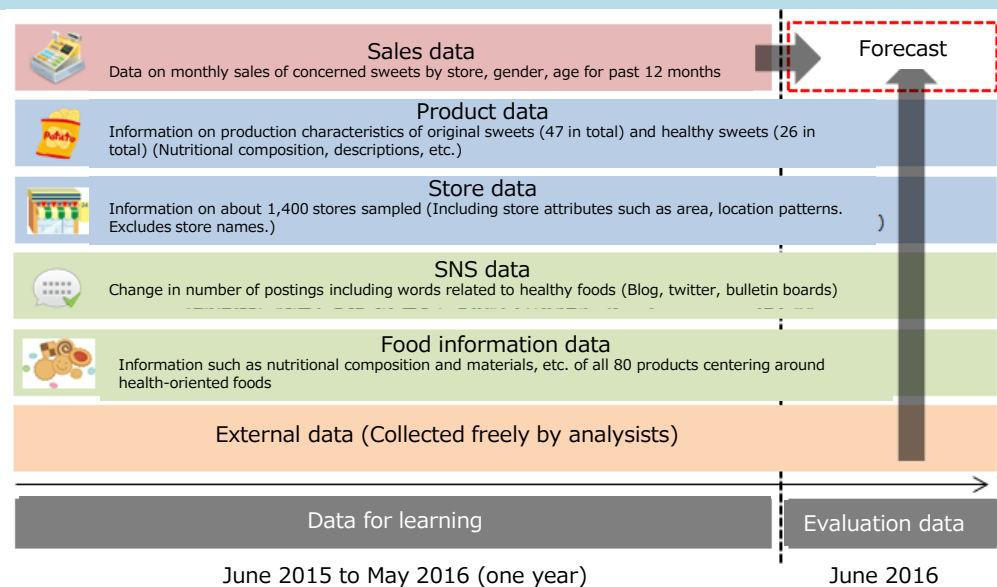 Sales data
Data on monthly sales of concerned sweets by store, gender, age for past 12 months
Forecast
Potato
Product data
Information on production characteristics of original sweets (47 in total) and healthy sweets (26 in
total) (Nutritional composition, descriptions, etc.)
Store data
Information on about 1,400 stores sampled (Including store attributes such as area, location patterns.
Excludes store names.)
)
SNS data
Change in number of postings including words related to healthy foods (Blog, twitter, bulletin boards)
Food information data
Information such as nutritional composition and materials, etc. of all 80 products centering around
health-oriented foods
External data (Collected freely by analysists)
Data for learning
Evaluation data
June 2015 to May 2016 (one year)
June 2016